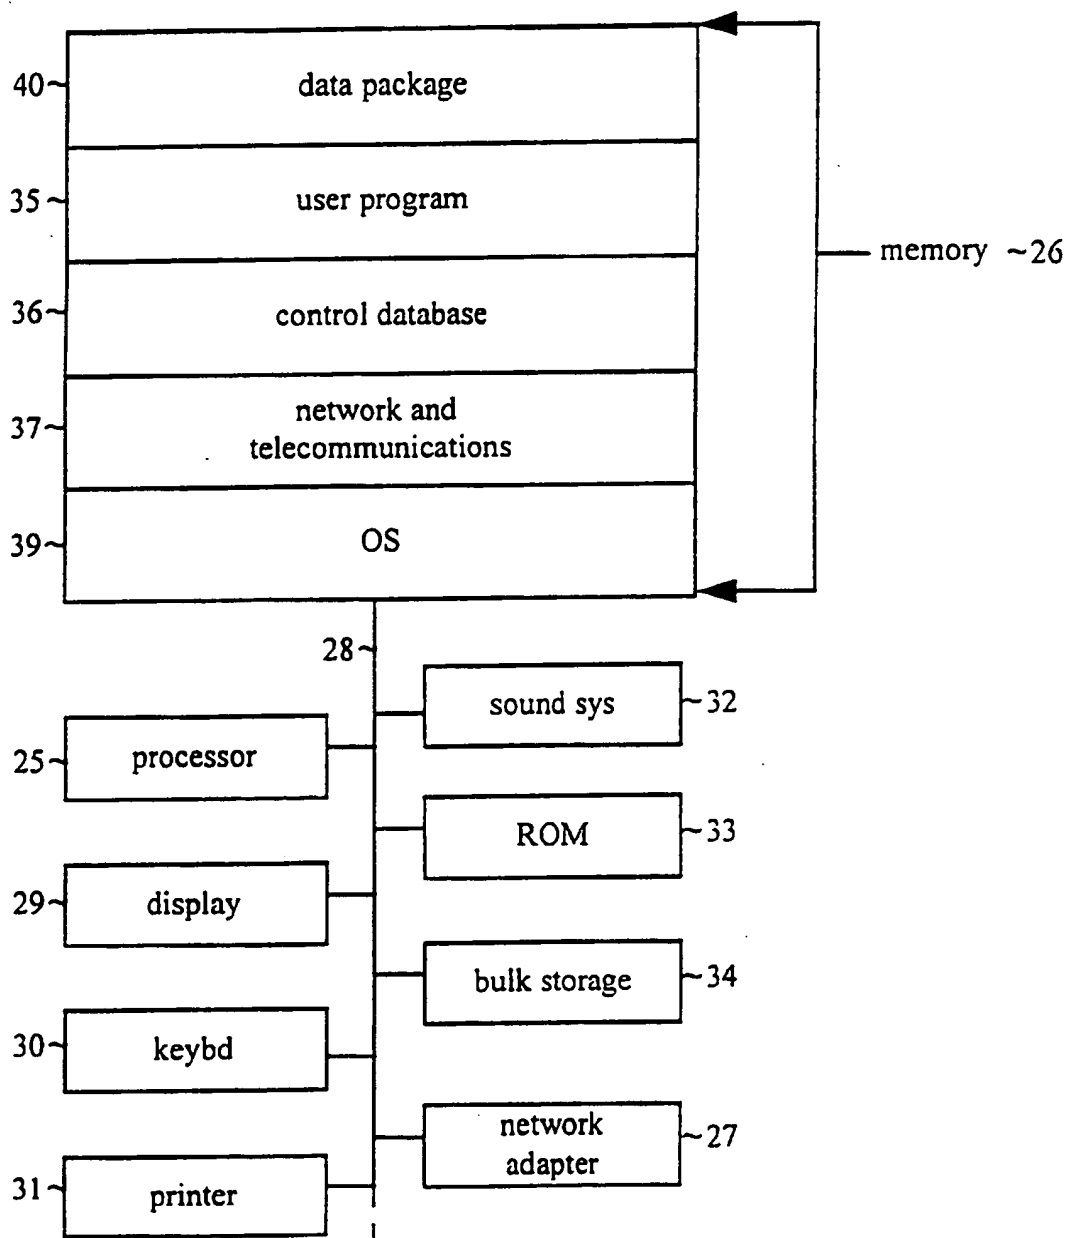 40~ data package
35~ user program
memory ~26
36~ control database
37~ network and
telecommunications
39~ OS
28~
sound sys ~32
25~ processor
ROM ~33
29~ display
bulk storage ~34
30~ keybd
network
adapter ~27
31~ printer